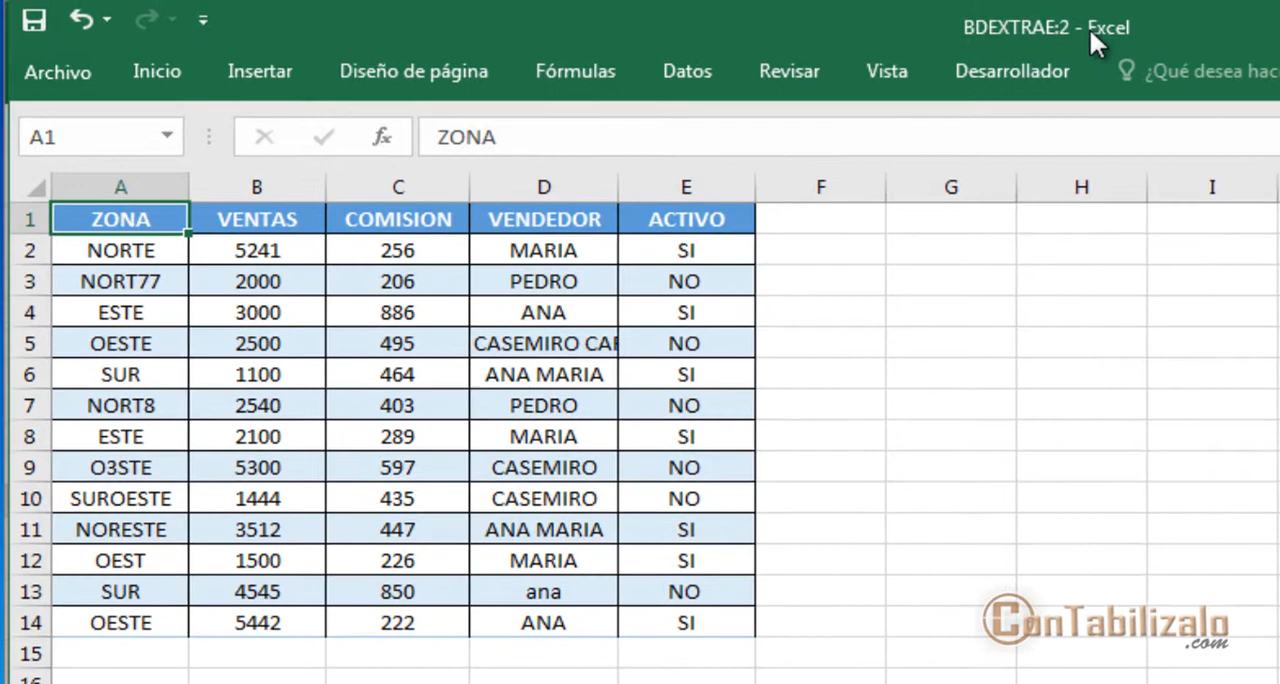 BDEXTRAE:2 - Excel
Archivo Inicio Insertar Diseño de página Fórmulas Datos Revisar Vista Desarrollador ¿Qué desea hac
A1 fx ZONA
A B C D E F G H I
1 ZONA VENTAS COMISION VENDEDOR ACTIVO
2 NORTE 5241 256 MARIA SI
3 NORT77 2000 206 PEDRO NO
4 ESTE 3000 886 ANA SI
5 OESTE 2500 495 CASEMIRO CAR NO
6 SUR 1100 464 ANA MARIA SI
7 NORT8 2540 403 PEDRO NO
8 ESTE 2100 289 MARIA SI
9 O3STE 5300 597 CASEMIRO NO
10 SUROESTE 1444 435 CASEMIRO NO
11 NORESTE 3512 447 ANA MARIA SI
12 OEST 1500 226 MARIA SI
13 SUR 4545 850 ana NO
14 OESTE 5442 222 ANA SI
15
16
ConTabilizalo
.com